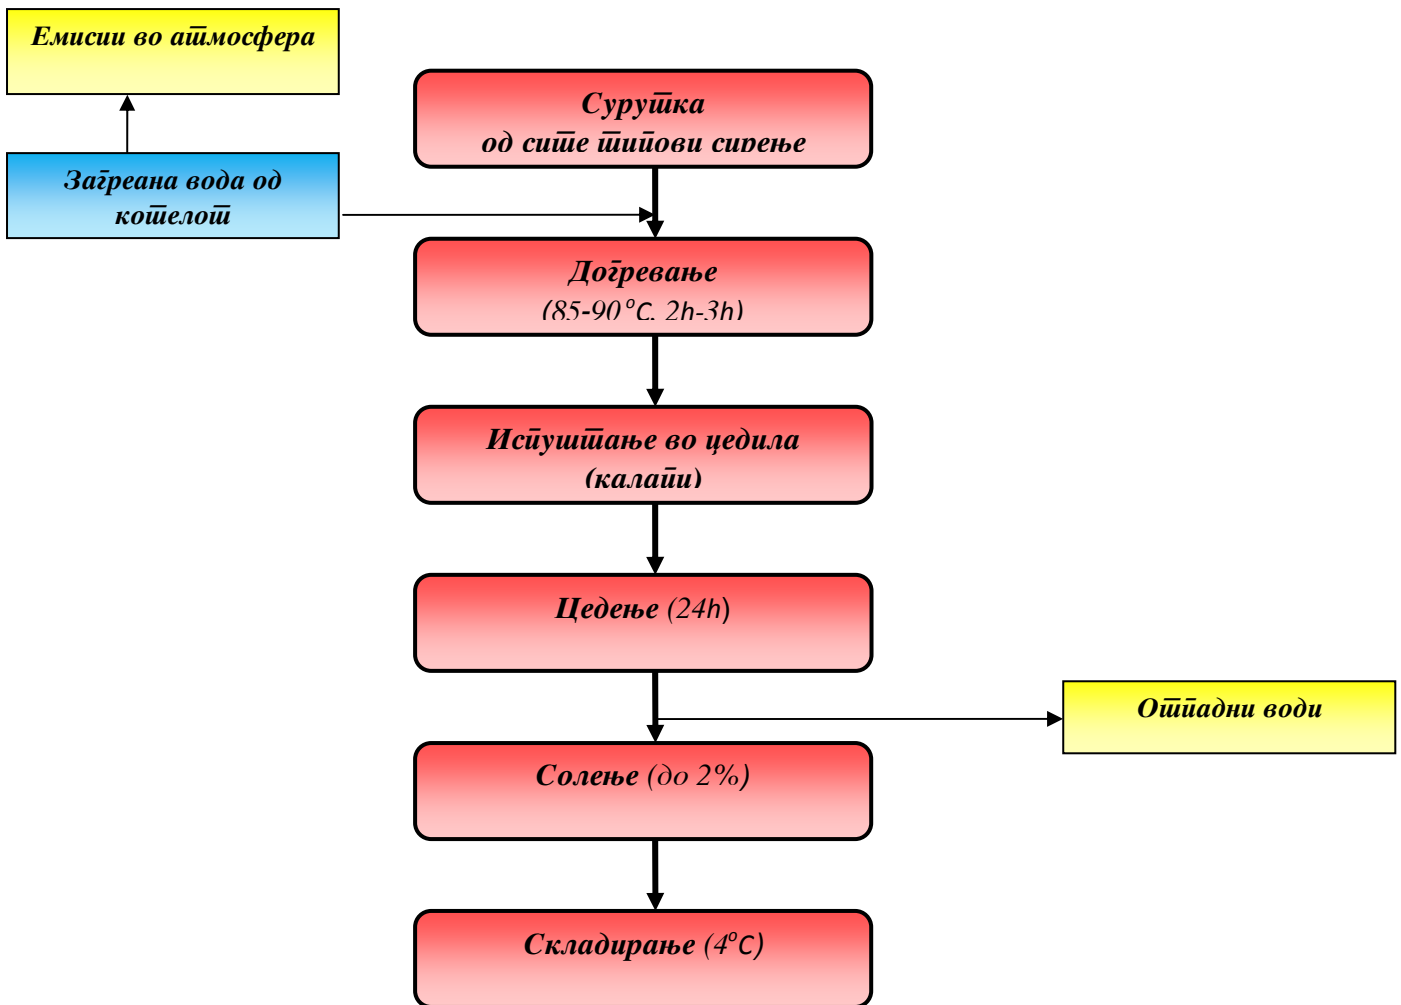 Емисии во атмосфера
Сурутка
од сите типови сирење
Загреана вода од
котелот
Догревање
(85-90°C, 2h-3h)
Испуштање во цедила
(калапи)
Цедење (24h)
Отпадни води
Солење (до 2%)
Складирање (4°C)